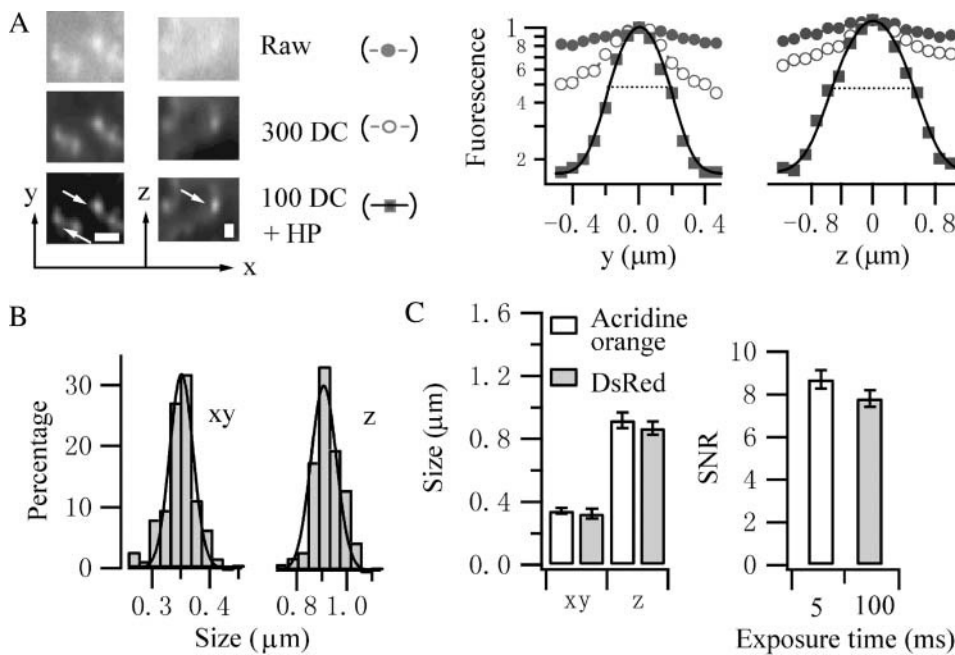 A
Raw
300 DC
100 DC
+ HP
y
z
x
Fuorescence
1
8
6
4
2
-0.4 0.0 0.4
y (μm)
-0.8 0 0.8
z (μm)
B
Percentage
30
20
10
0
xy
z
0.3 0.4 0.8 1.0
Size (μm)
C
Size (μm)
1.6
1.2
0.8
0.4
0.0
Acridine
orange
DsRed
xy z
SNR
10
8
6
4
2
0
5 100
Exposure time (ms)